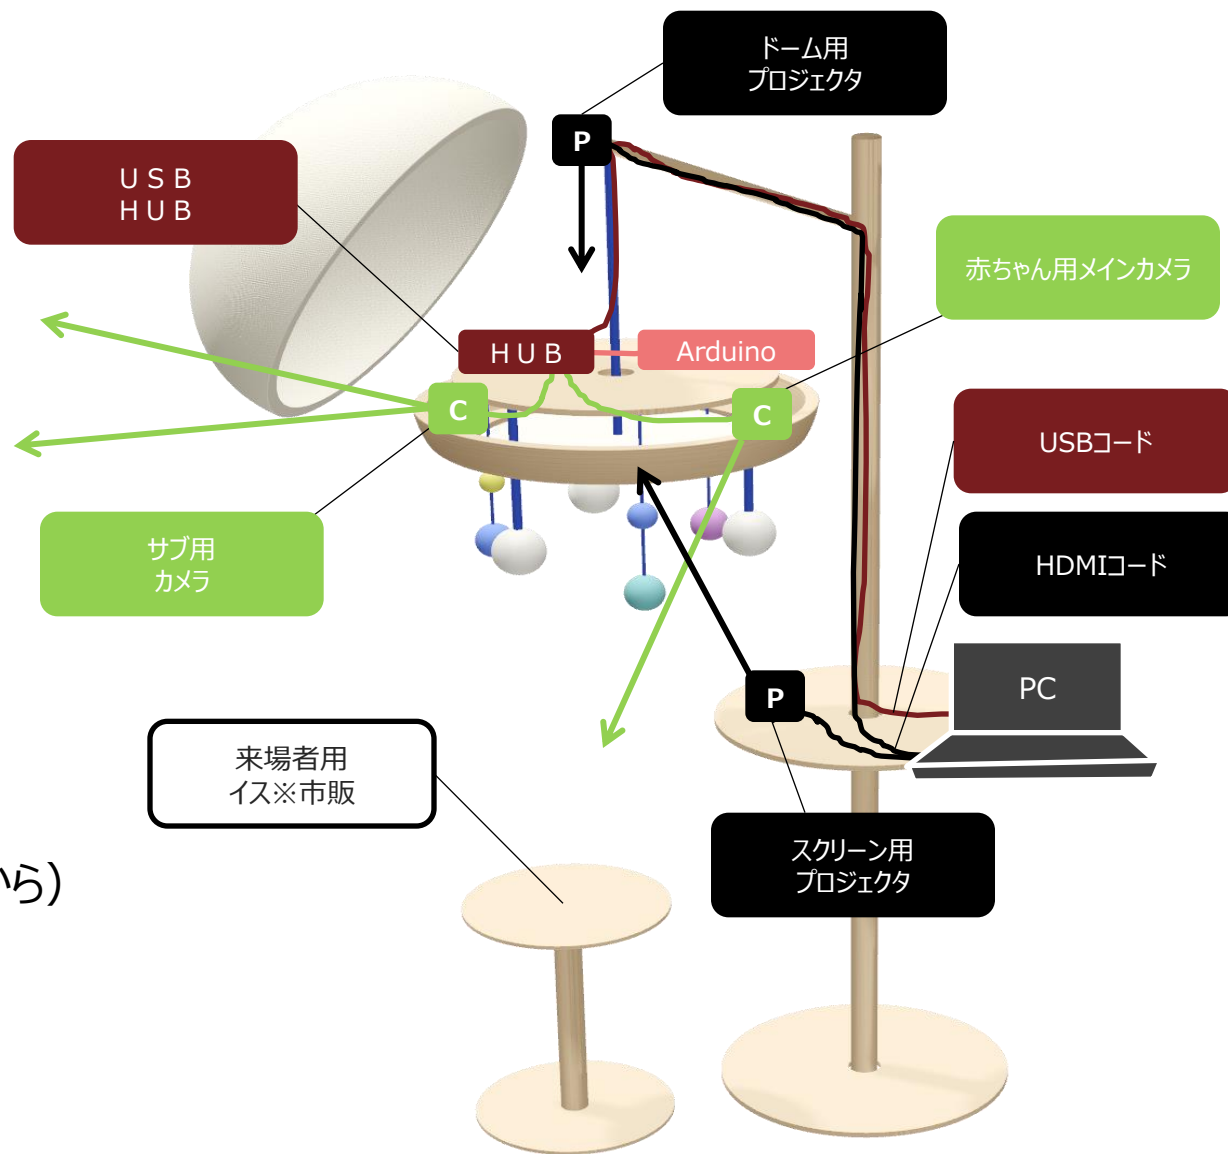 ドーム用
プロジェクタ
P
U S B
H U B
赤ちゃん用メインカメラ
H U B
Arduino
C
C
USBコード
サブ用
カメラ
HDMIコード
PC
P
来場者用
イス※市販
スクリーン用
プロジェクタ
から)